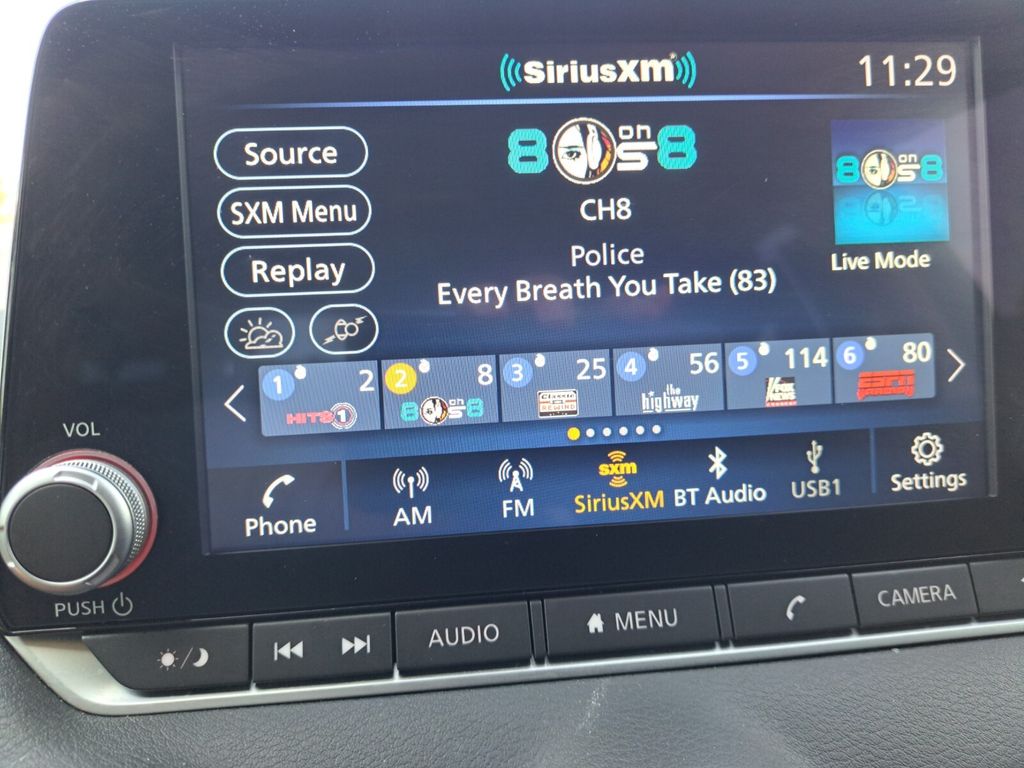 SiriusXM
11:29
Source
SXM Menu
Replay
80s on 8
CH8
Police
Every Breath You Take (83)
80s on 8
Live Mode
1 2
HITS 1
2 8
80s on 8
3 25
Classic
REWIND
4 56
the
highway
5 114
FOX
NEWS
6 80
ESPN
Phone
AM
FM
sxm
SiriusXM
BT Audio
USB1
Settings
VOL
PUSH
AUDIO
MENU
CAMERA